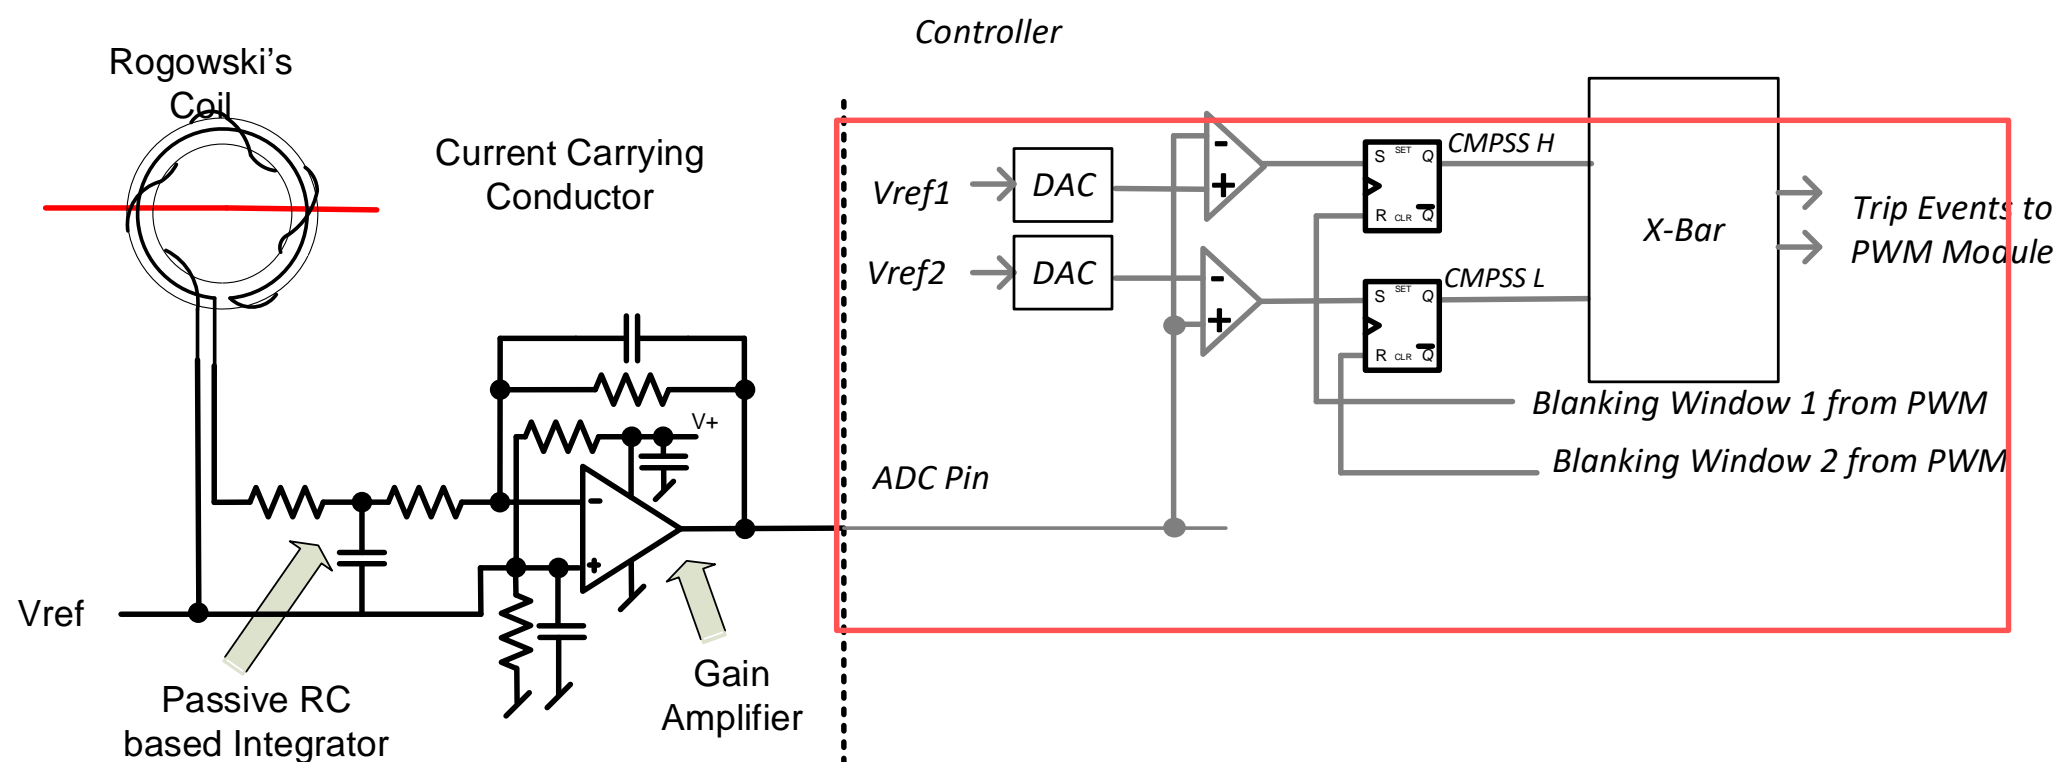 Controller
Rogowski's
Coil
Current Carrying
Conductor
Vref1
DAC
-
+
S SET Q
R CLR Q
CMPSS H
X-Bar
Trip Events to
PWM Module
Vref2
DAC
-
+
S SET Q
R CLR Q
CMPSS L
Blanking Window 1 from PWM
Blanking Window 2 from PWM
V+
-
+
ADC Pin
Vref
Passive RC
based Integrator
Gain
Amplifier